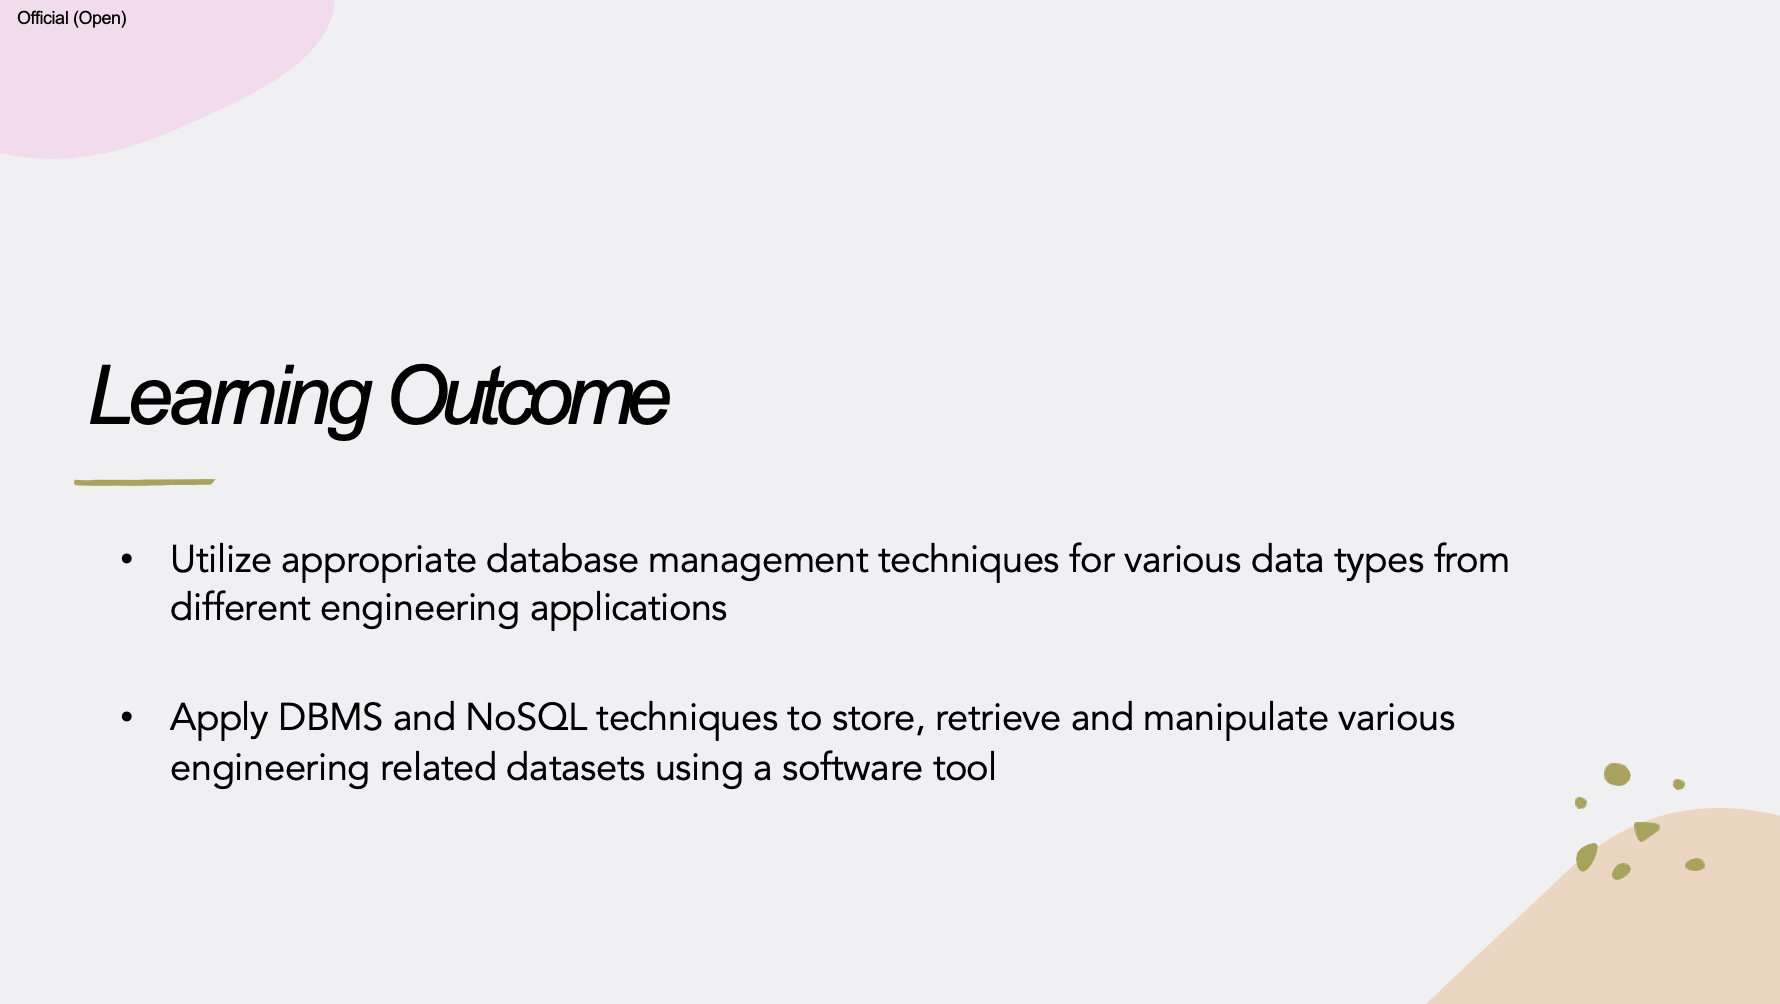 Official (Open)
Learning Outcome
• Utilize appropriate database management techniques for various data types from
different engineering applications
• Apply DBMS and NoSQL techniques to store, retrieve and manipulate various
engineering related datasets using a software tool